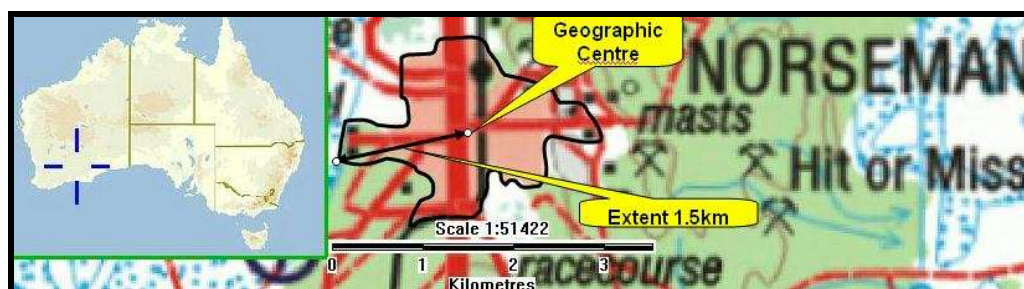 Geographic
Centre
NORSEMAN
masts
Hit or Miss
Extent 1.5km
Scale 1:51422
0 1 2 3
Kilometres
racecourse